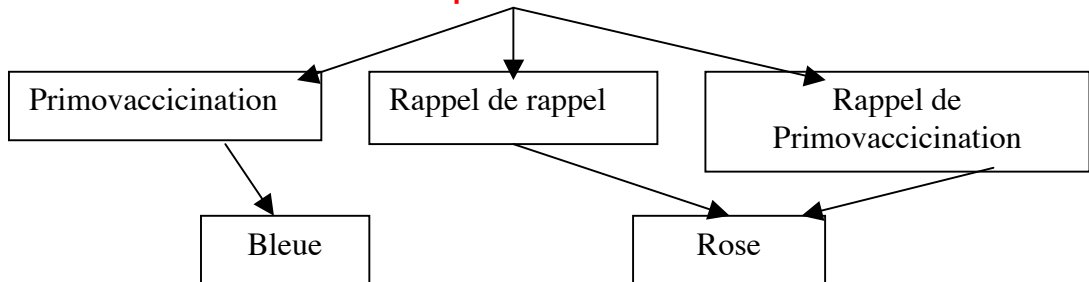 Primovaccicination
Rappel de rappel
Rappel de
Primovaccicination
Bleue
Rose